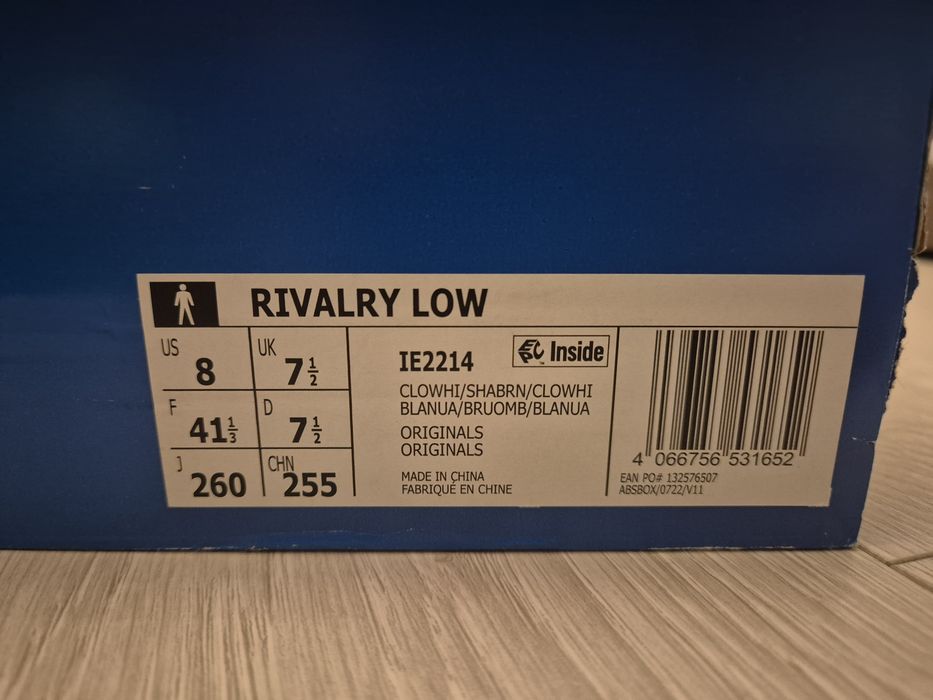 RIVALRY LOW
US 8
UK 7 1/2
F 41 1/3
D 7 1/2
J 260
CHN 255
IE2214
Inside
CLOWHI/SHABRN/CLOWHI
BLANUA/BRUOMB/BLANUA
ORIGINALS
ORIGINALS
MADE IN CHINA
FABRIQUÉ EN CHINE
4 066756 531652
EAN PO# 132576507
ABSBOX/0722/V11